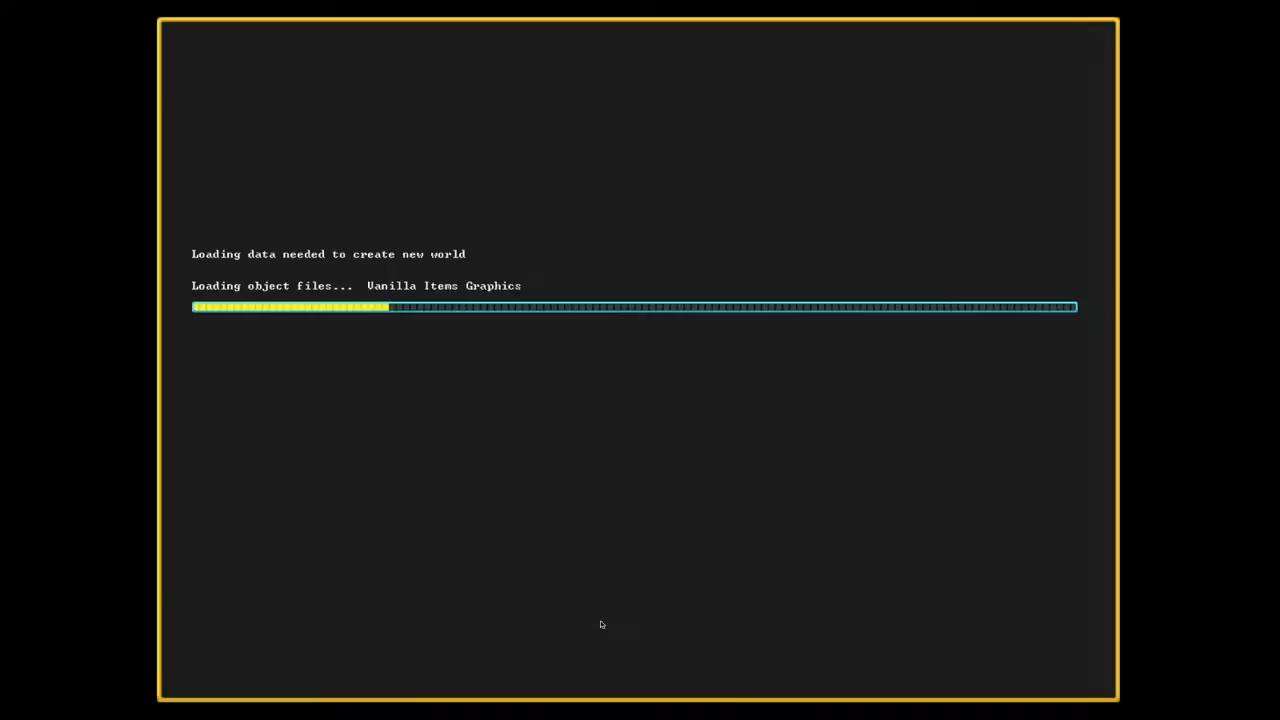 Loading data needed to create new world
Loading object files...  Vanilla Items Graphics